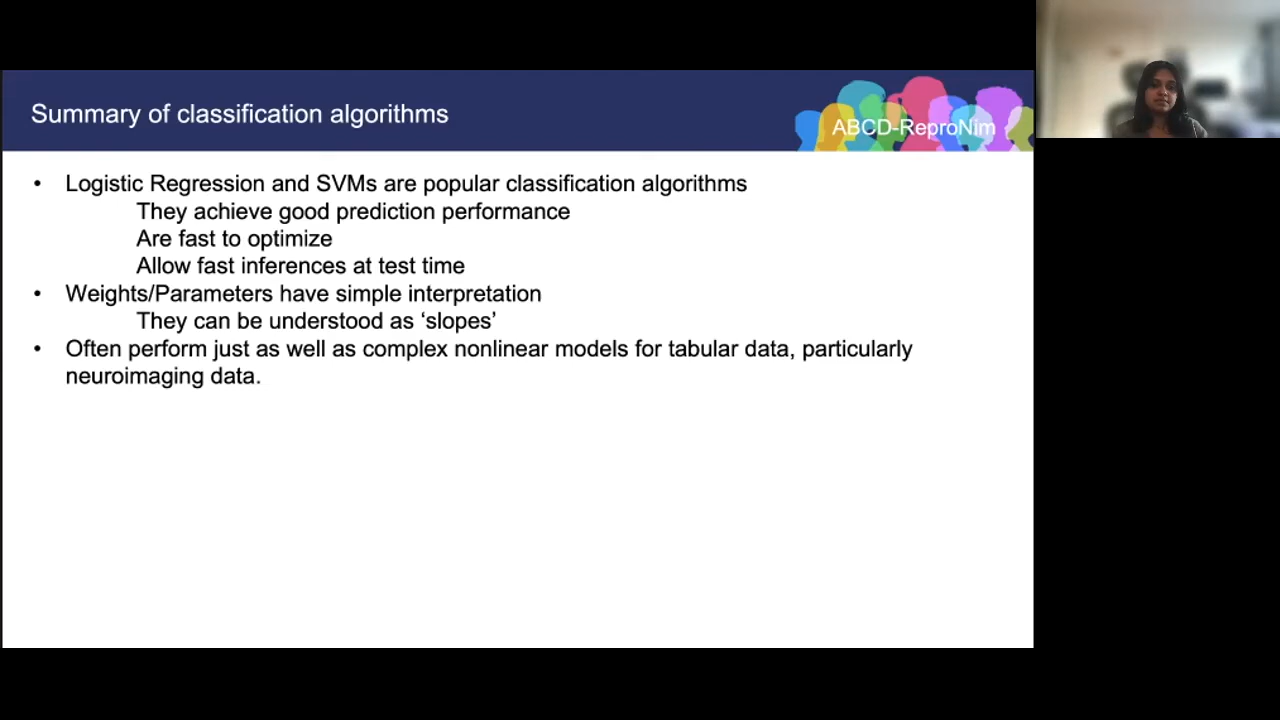 Summary of classification algorithms
ABCD-ReproNim
• Logistic Regression and SVMs are popular classification algorithms
They achieve good prediction performance
Are fast to optimize
Allow fast inferences at test time
• Weights/Parameters have simple interpretation
They can be understood as ‘slopes’
• Often perform just as well as complex nonlinear models for tabular data, particularly
neuroimaging data.